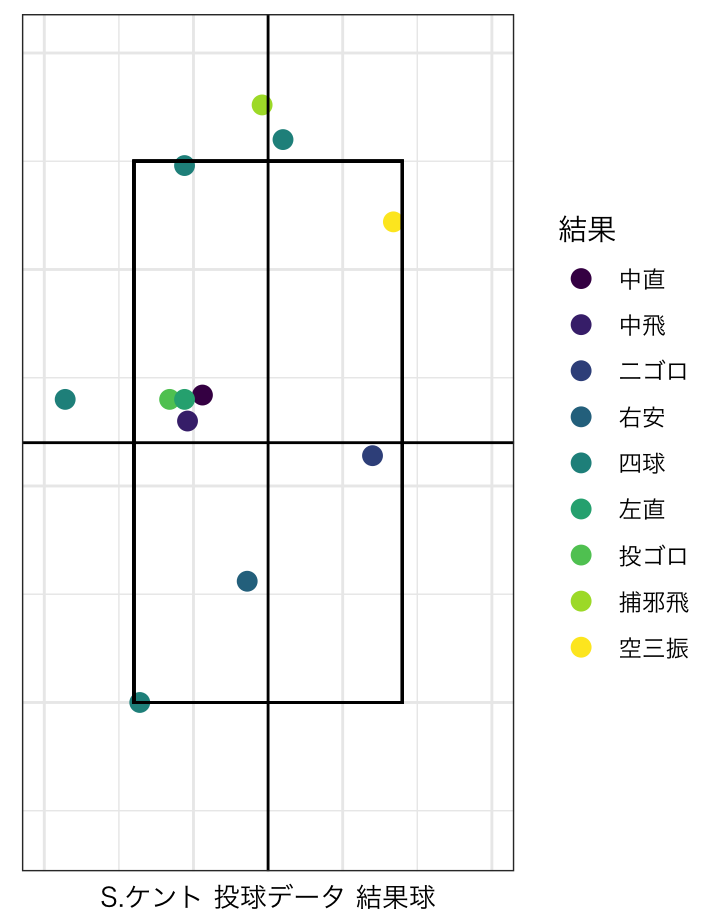 結果
中直
中飛
二ゴロ
右安
四球
左直
投ゴロ
捕邪飛
空三振
S.ケント 投球データ 結果球